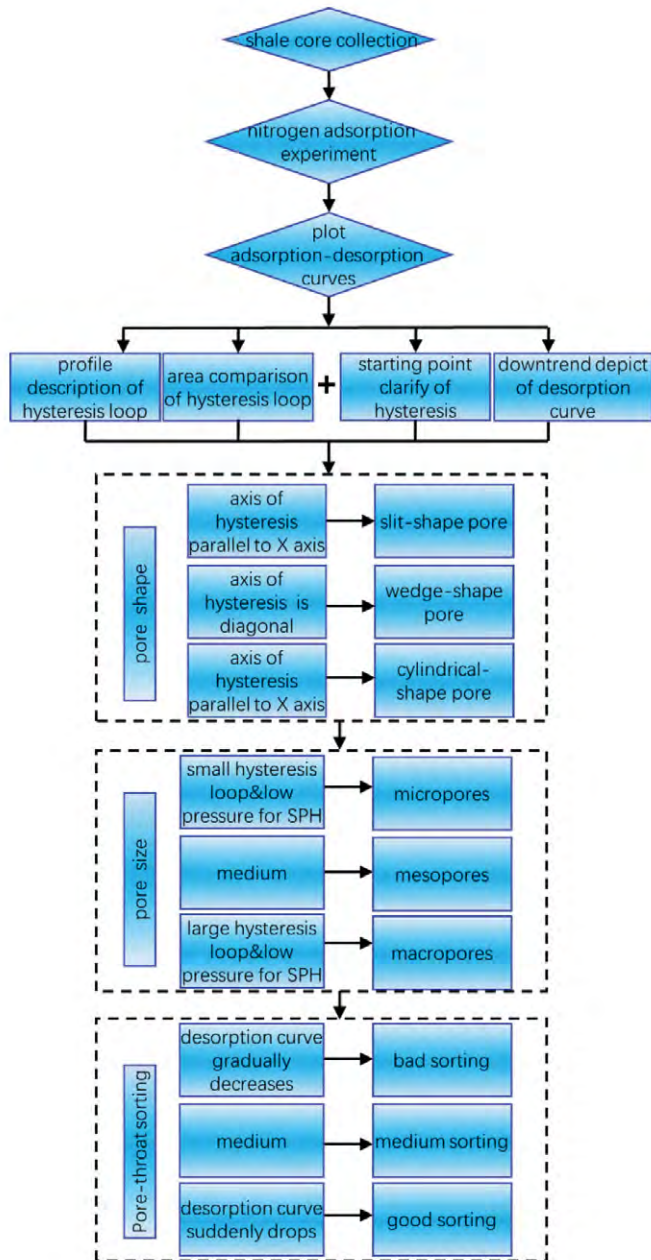 shale core collection
nitrogen adsorption
experiment
plot
adsorption-desorption
curves
profile
description of
hysteresis loop
area comparison
of hysteresis loop
+
starting point
clarify of
hysteresis
downtrend depict
of desorption
curve
pore shape
axis of
hysteresis
parallel to X axis
slit-shape pore
axis of
hysteresis is
diagonal
wedge-shape
pore
axis of
hysteresis
parallel to X axis
cylindrical-
shape pore
pore size
small hysteresis
loop&low
pressure for SPH
micropores
medium
mesopores
large hysteresis
loop&low
pressure for SPH
macropores
Pore-throat sorting
desorption curve
gradually
decreases
bad sorting
medium
medium sorting
desorption curve
suddenly drops
good sorting